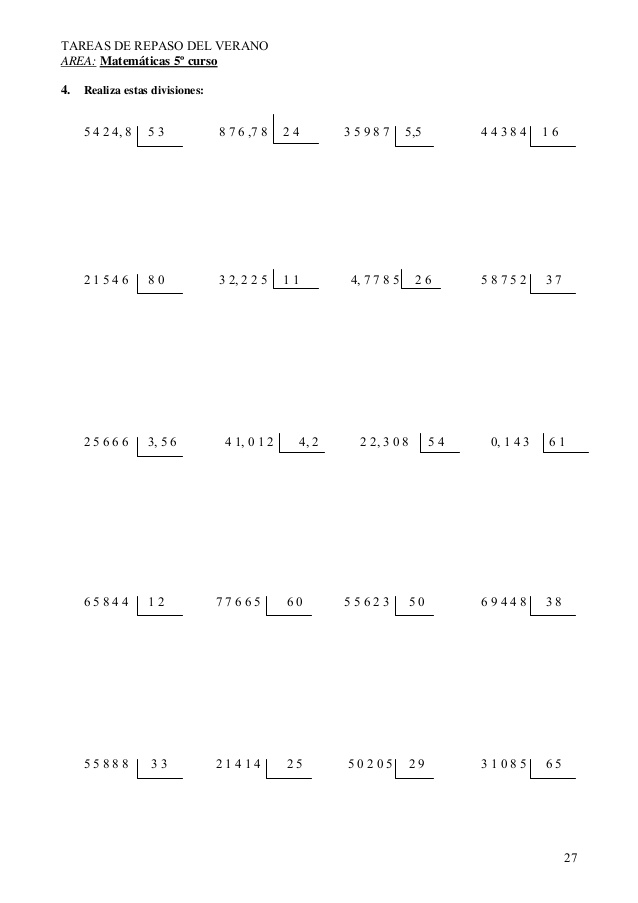 TAREAS DE REPASO DEL VERANO
AREA: Matemáticas 5º curso
4. Realiza estas divisiones:
5 4 2 4, 8 5 3 8 7 6 ,7 8 2 4 3 5 9 8 7 5,5 4 4 3 8 4 1 6
2 1 5 4 6 8 0 3 2, 2 2 5 1 1 4, 7 7 8 5 2 6 5 8 7 5 2 3 7
2 5 6 6 6 3, 5 6 4 1, 0 1 2 4, 2 2 2, 3 0 8 5 4 0, 1 4 3 6 1
6 5 8 4 4 1 2 7 7 6 6 5 6 0 5 5 6 2 3 5 0 6 9 4 4 8 3 8
5 5 8 8 8 3 3 2 1 4 1 4 2 5 5 0 2 0 5 2 9 3 1 0 8 5 6 5
27